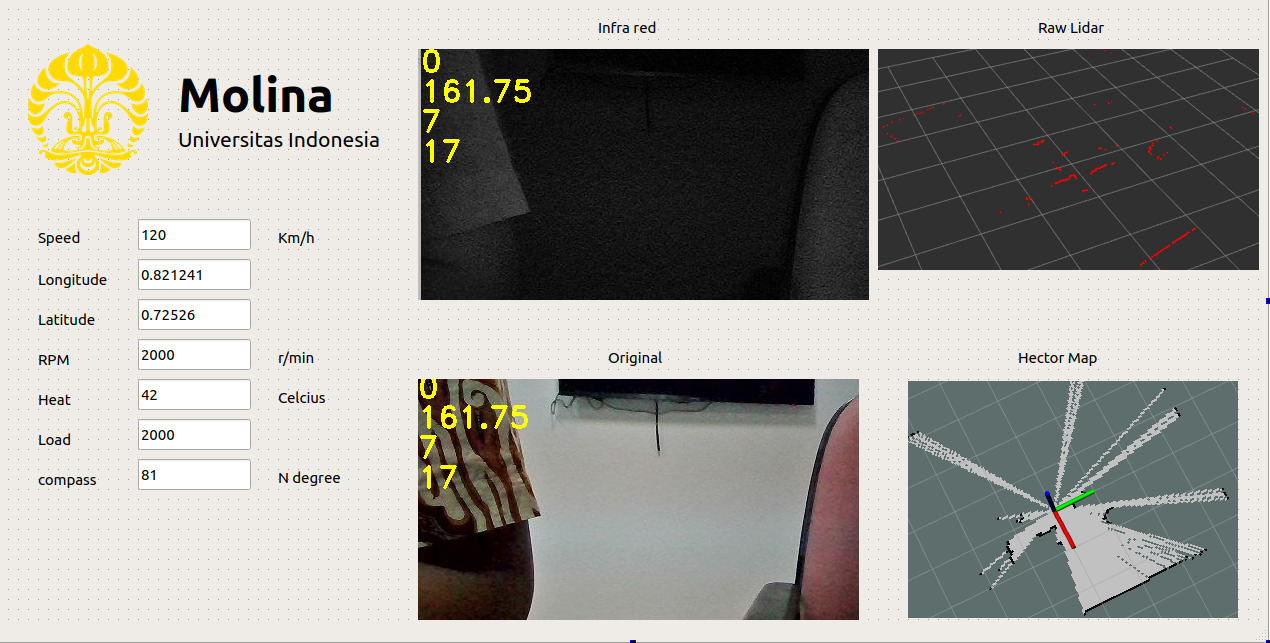 Molina
Universitas Indonesia
Speed 120 Km/h
Longitude 0.821241
Latitude 0.72526
RPM 2000 r/min
Heat 42 Celcius
Load 2000
compass 81 N degree
Infra red
0
161.75
7
17
Raw Lidar
Original
0
161.75
7
17
Hector Map